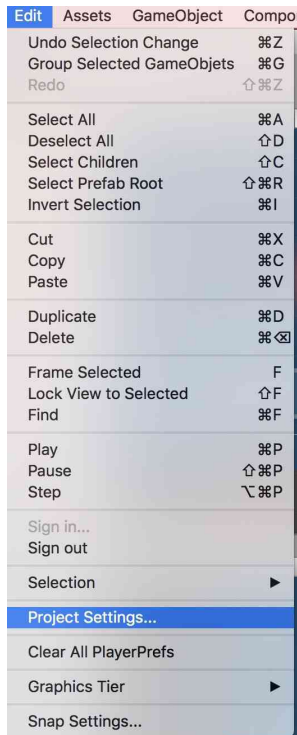 Edit Assets GameObject Compo
Undo Selection Change ⌘Z
Group Selected GameObjets ⌘G
Redo ⇧⌘Z
Select All ⌘A
Deselect All ⇧D
Select Children ⇧C
Select Prefab Root ⇧⌘R
Invert Selection ⌘I
Cut ⌘X
Copy ⌘C
Paste ⌘V
Duplicate ⌘D
Delete ⌘⌫
Frame Selected F
Lock View to Selected ⇧F
Find ⌘F
Play ⌘P
Pause ⇧⌘P
Step ⌥⌘P
Sign in...
Sign out
Selection ▶
Project Settings...
Clear All PlayerPrefs
Graphics Tier ▶
Snap Settings...